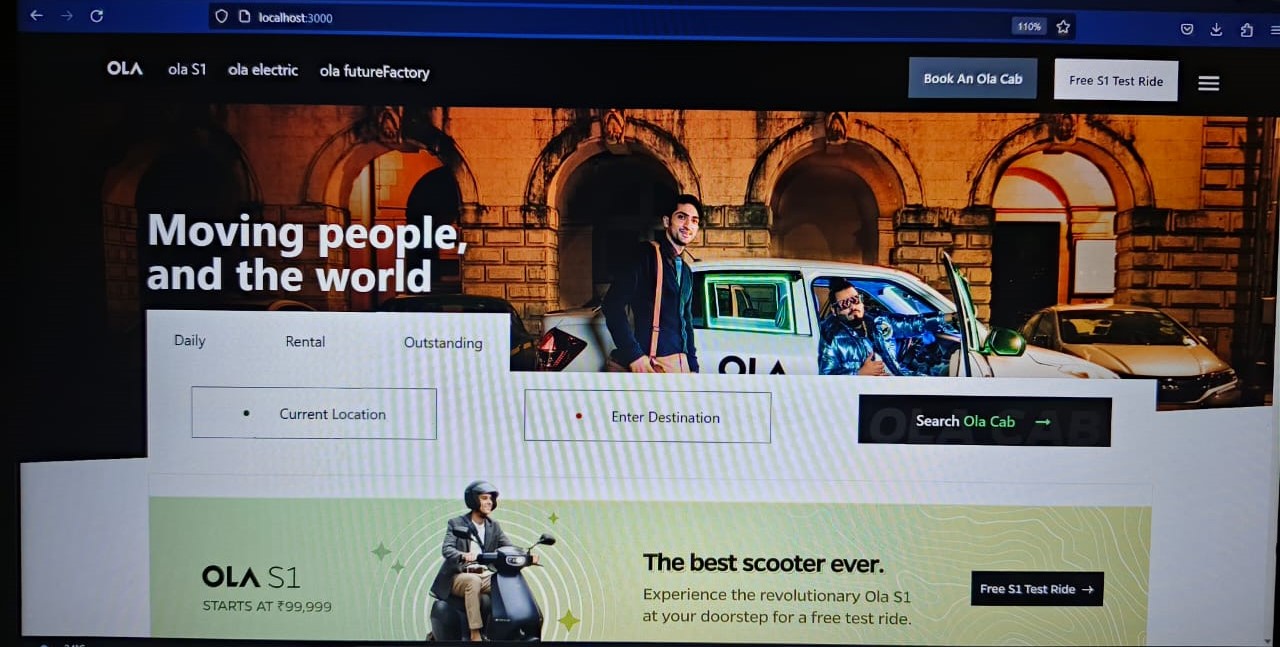 localhost:3000
110%
OLA
ola S1
ola electric
ola futureFactory
Book An Ola Cab
Free S1 Test Ride
Moving people,
and the world
OLA
Daily
Rental
Outstanding
Current Location
Enter Destination
OLA CAB
Search Ola Cab →
OLA S1
STARTS AT ₹99,999
The best scooter ever.
Experience the revolutionary Ola S1
at your doorstep for a free test ride.
Free S1 Test Ride →